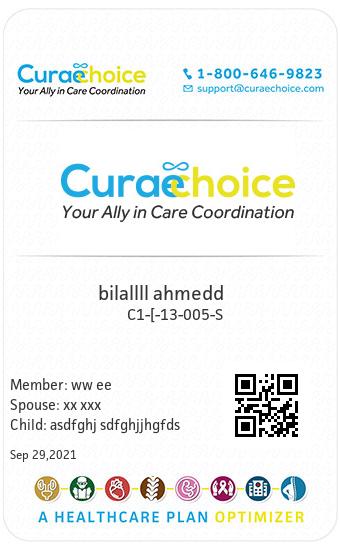 Curaechoice
Your Ally in Care Coordination
1-800-646-9823
support@curaechoice.com
Curaechoice
Your Ally in Care Coordination
bilallll ahmedd
C1-[-13-005-S
Member: ww ee
Spouse: xx xxx
Child: asdfghj sdfghjjhgfds
Sep 29,2021
A HEALTHCARE PLAN OPTIMIZER